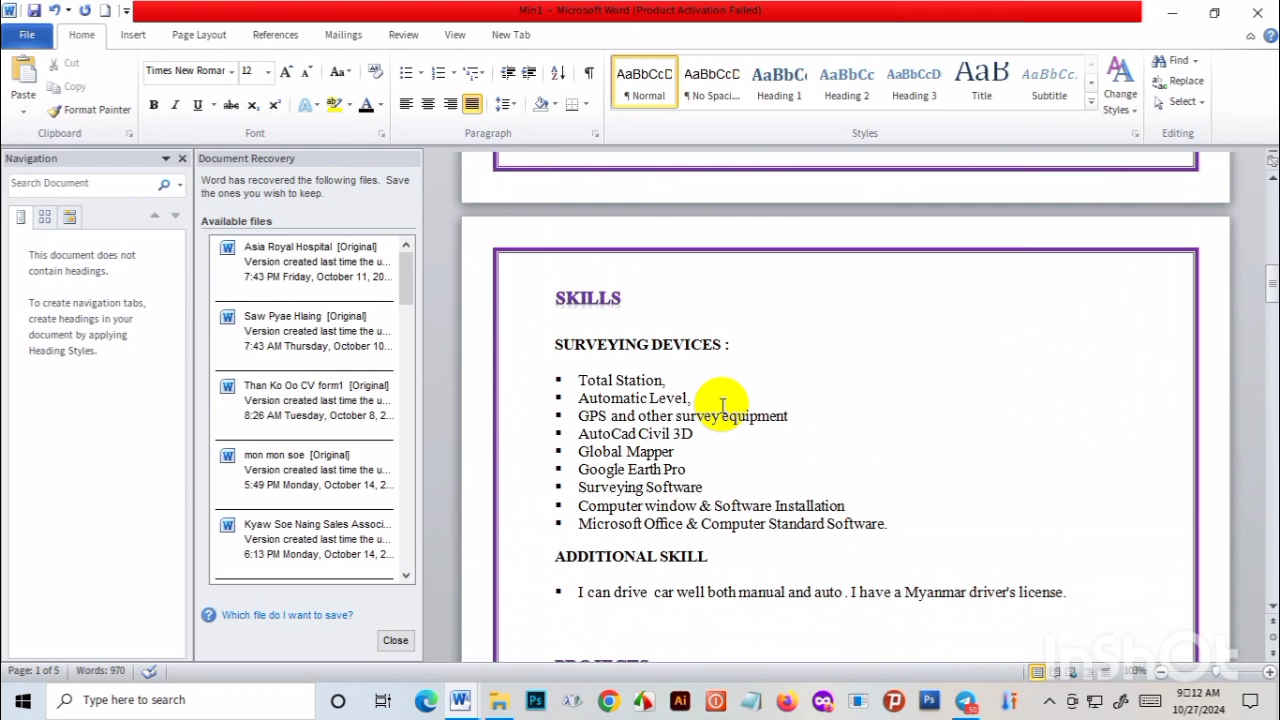 Min1 - Microsoft Word (Product Activation Failed)
File Home Insert Page Layout References Mailings Review View New Tab
Paste
Cut
Copy
Format Painter
Clipboard
Times New Romar 12
Font
Paragraph
AaBbCcD AaBbCcD AaBbCc AaBbCc AaBbCcD AaB AaBbCc.
¶ Normal ¶ No Spaci... Heading 1 Heading 2 Heading 3 Title Subtitle
Change Styles
Styles
Find
Replace
Select
Editing
Navigation
Search Document
This document does not
contain headings.
To create navigation tabs,
create headings in your
document by applying
Heading Styles.
Document Recovery
Word has recovered the following files. Save
the ones you wish to keep.
Available files
Asia Royal Hospital [Original]
Version created last time the u...
7:43 PM Friday, October 11, 20...
Saw Pyae Hlaing [Original]
Version created last time the u...
7:43 AM Thursday, October 10...
Than Ko Oo CV form1 [Original]
Version created last time the u...
8:26 AM Tuesday, October 8, 2...
mon mon soe [Original]
Version created last time the u...
5:49 PM Monday, October 14, 2...
Kyaw Soe Naing Sales Associ...
Version created last time the u...
6:13 PM Monday, October 14, 2...
Which file do I want to save?
Close
SKILLS
SURVEYING DEVICES :
▪ Total Station,
▪ Automatic Level,
▪ GPS and other survey equipment
▪ AutoCad Civil 3D
▪ Global Mapper
▪ Google Earth Pro
▪ Surveying Software
▪ Computer window & Software Installation
▪ Microsoft Office & Computer Standard Software.
ADDITIONAL SKILL
▪ I can drive car well both manual and auto . I have a Myanmar driver's license.
PROJECTS
InShOt
Page: 1 of 5 Words: 970
103%
Type here to search
9:12 AM
10/27/2024